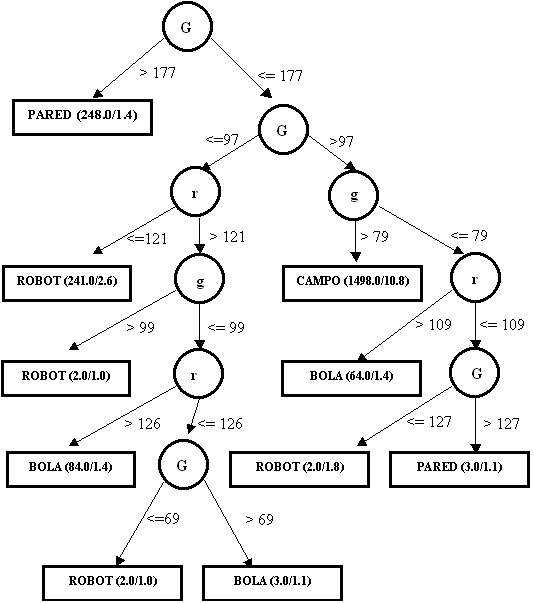 G
> 177
<= 177
PARED (248.0/1.4)
G
<=97
>97
r
g
<=121
> 121
> 79
<= 79
ROBOT (241.0/2.6)
g
CAMPO (1498.0/10.8)
r
> 99
<= 99
> 109
<= 109
ROBOT (2.0/1.0)
r
BOLA (64.0/1.4)
G
> 126
<= 126
<= 127
> 127
BOLA (84.0/1.4)
G
ROBOT (2.0/1.8)
PARED (3.0/1.1)
<=69
> 69
ROBOT (2.0/1.0)
BOLA (3.0/1.1)